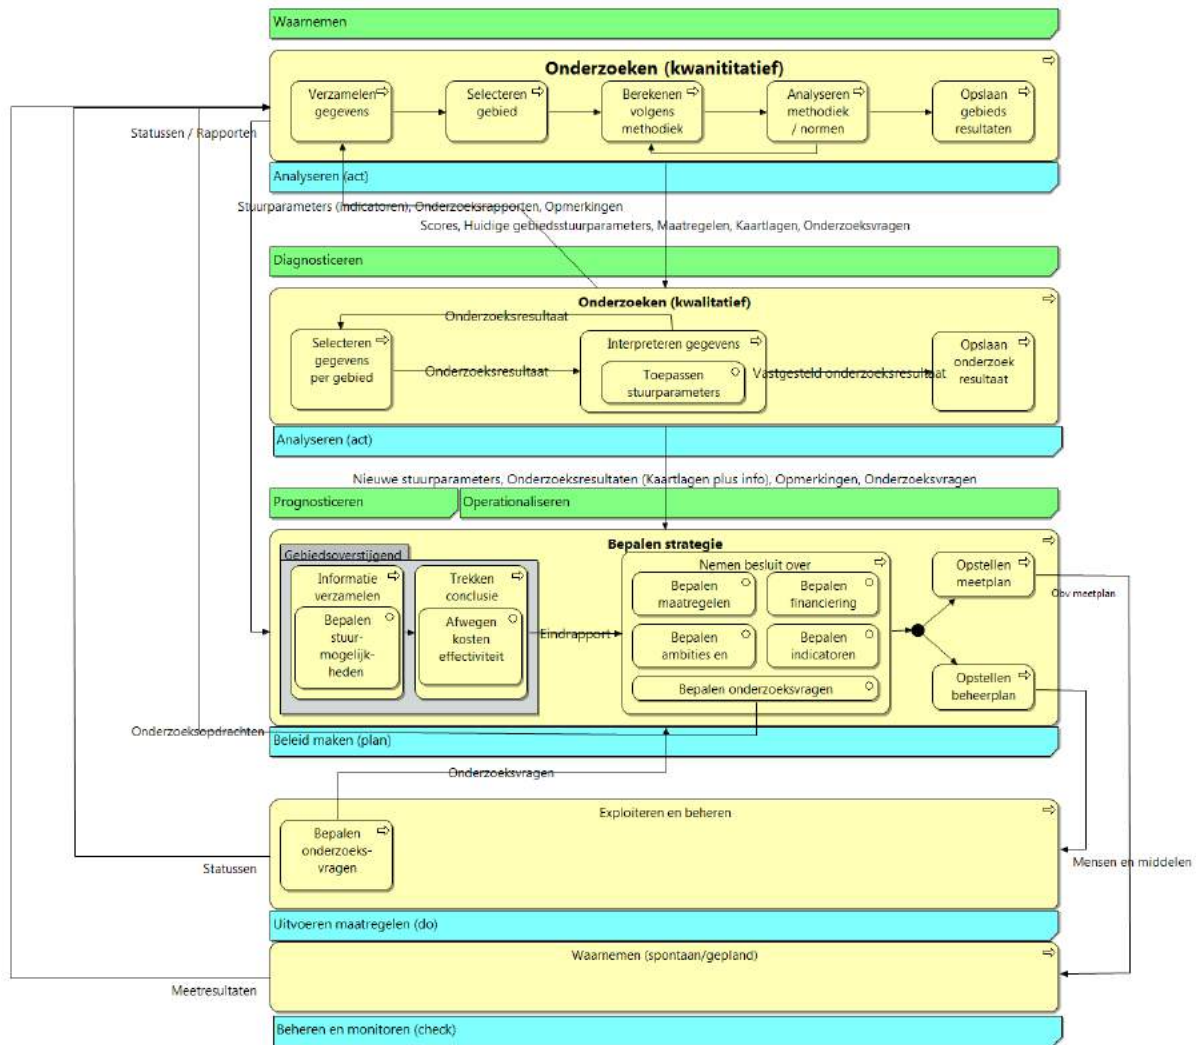 Waarnemen
Onderzoeken (kwanititatief)
Verzamelen
gegevens
Selecteren
gebied
Berekenen
volgens
methodiek
Analyseren
methodiek
/ normen
Opslaan
gebieds
resultaten
Statussen / Rapporten
Analyseren (act)
Stuurparameters (indicatoren), Onderzoeksrapporten, Opmerkingen
Scores, Huidige gebiedsstuurparameters, Maatregelen, Kaartlagen, Onderzoeksvragen
Diagnosticeren
Onderzoeken (kwalitatief)
Onderzoeksresultaat
Selecteren
gegevens
per gebied
Onderzoeksresultaat
Interpreteren gegevens
Toepassen
stuurparameters
Vastgesteld onderzoeksresultaat
Opslaan
onderzoek
resultaat
Analyseren (act)
Nieuwe stuurparameters, Onderzoeksresultaten (Kaartlagen plus info), Opmerkingen, Onderzoeksvragen
Prognosticeren
Operationaliseren
Bepalen strategie
Gebiedsoverstijgend
Informatie
verzamelen
Bepalen
stuur-
mogelijk-
heden
Trekken
conclusie
Afwegen
kosten
effectiviteit
Eindrapport
Nemen besluit over
Bepalen
maatregelen
Bepalen
financiering
Bepalen
ambities en
Bepalen
indicatoren
Bepalen onderzoeksvragen
Opstellen
meetplan
Obv meetplan
Opstellen
beheerplan
Onderzoeksopdrachten
Beleid maken (plan)
Onderzoeksvragen
Exploiteren en beheren
Bepalen
onderzoeks-
vragen
Statussen
Mensen en middelen
Uitvoeren maatregelen (do)
Waarnemen (spontaan/gepland)
Meetresultaten
Beheren en monitoren (check)